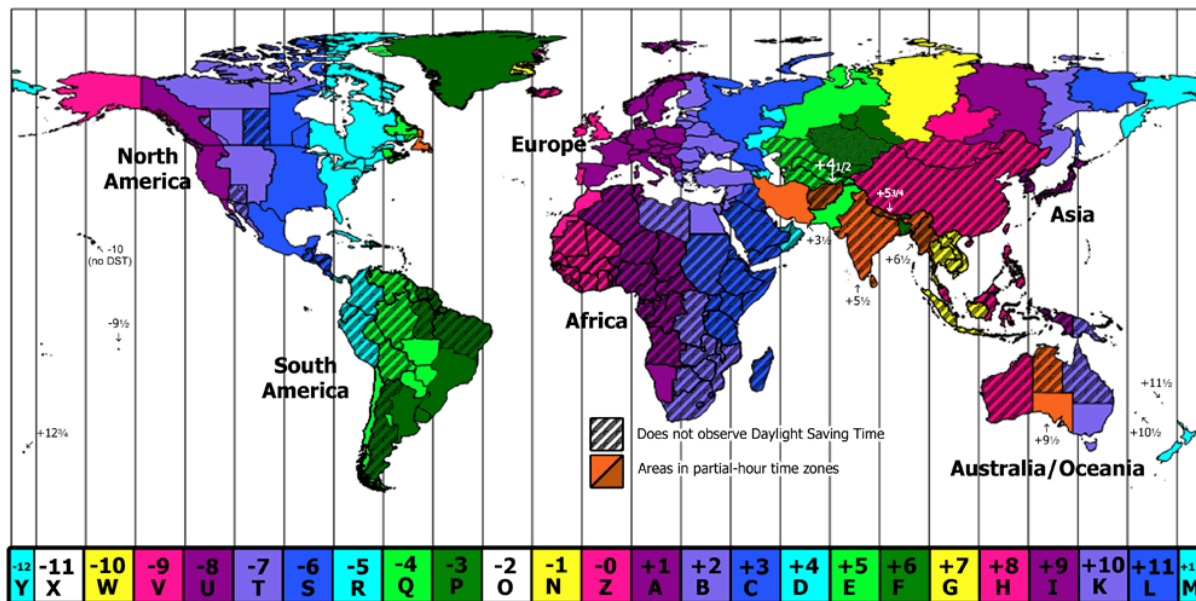 North
America
Europe
+4 1/2
+5 3/4
Asia
-10
(no DST)
+3½
+6½
+5½
-9½
Africa
South
America
+11½
+12¾
Does not observe Daylight Saving Time
+10½
+9½
Areas in partial-hour time zones
Australia/Oceania
-12 -11 -10 -9 -8 -7 -6 -5 -4 -3 -2 -1 -0 +1 +2 +3 +4 +5 +6 +7 +8 +9 +10 +11 +1
Y X W V U T S R Q P O N Z A B C D E F G H I K L M